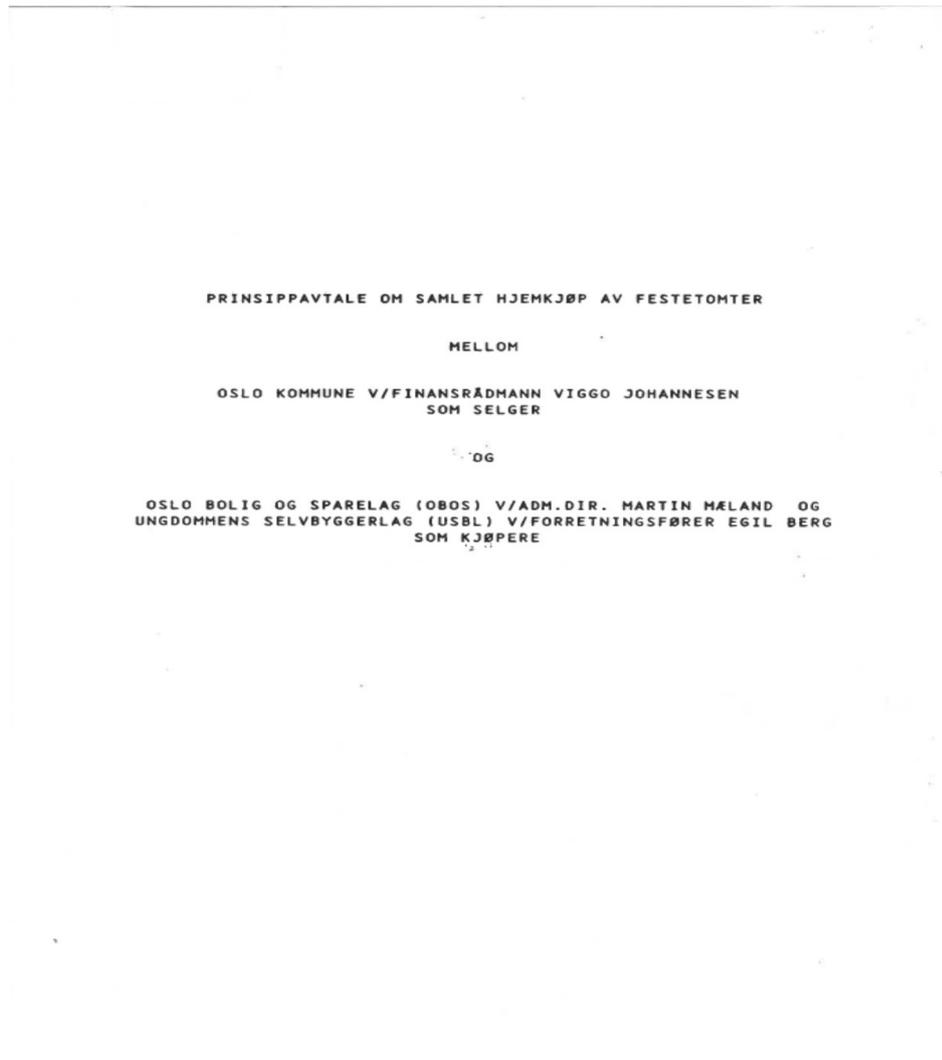 PRINSIPPAVTALE OM SAMLET HJEMKJØP AV FESTETOMTER
MELLOM
OSLO KOMMUNE V/FINANSRÅDMANN VIGGO JOHANNESEN
SOM SELGER
OG
OSLO BOLIG OG SPARELAG (OBOS) V/ADM.DIR. MARTIN MÆLAND OG
UNGDOMMENS SELVBYGGERLAG (USBL) V/FORRETNINGSFØRER EGIL BERG
SOM KJØPERE